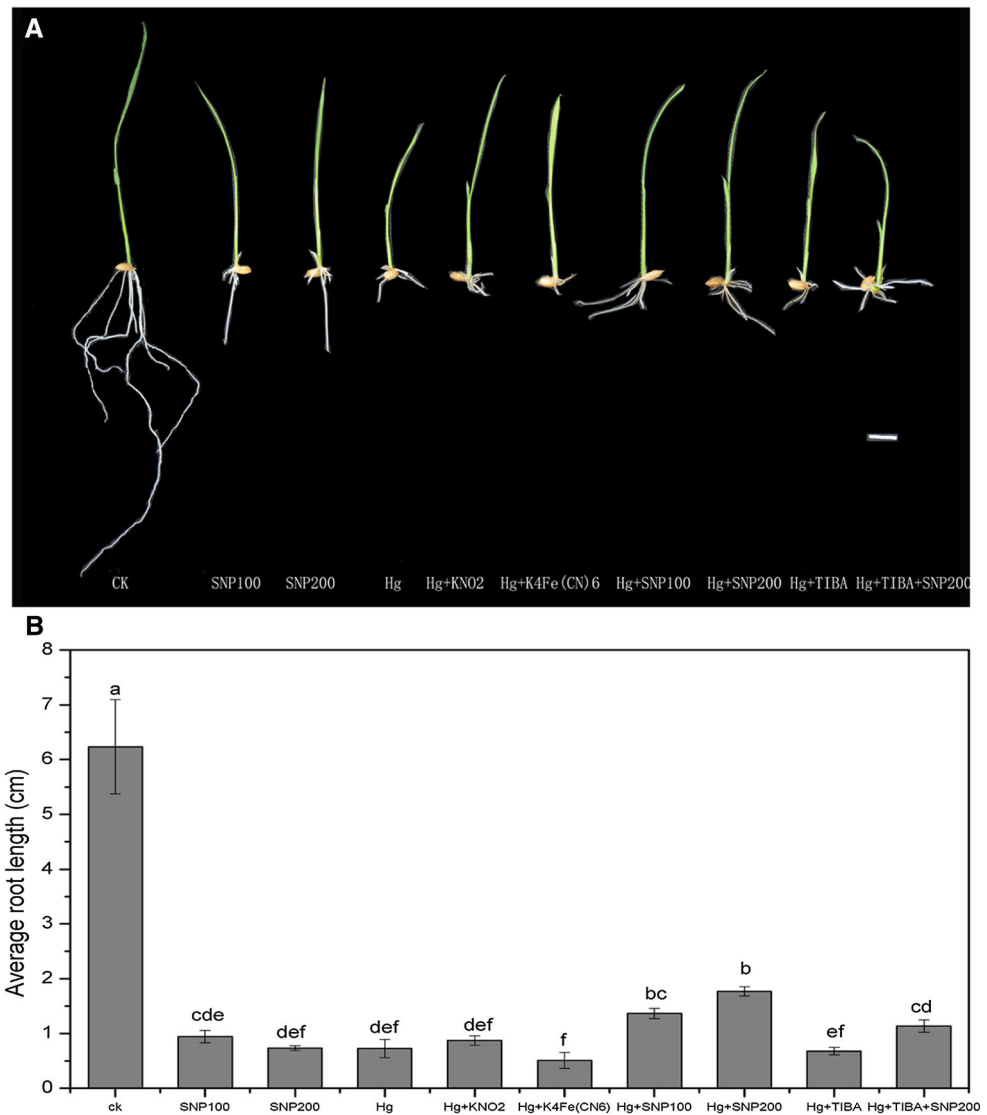 A
CK SNP100 SNP200 Hg Hg+KNO2 Hg+K4Fe(CN)6 Hg+SNP100 Hg+SNP200 Hg+TIBA Hg+TIBA+SNP200
B
Average root length (cm)
8
7
6
5
4
3
2
1
0
a
cde
def
def
def
f
bc
b
ef
cd
ck SNP100 SNP200 Hg Hg+KNO2 Hg+K4Fe(CN6) Hg+SNP100 Hg+SNP200 Hg+TIBA Hg+TIBA+SNP200